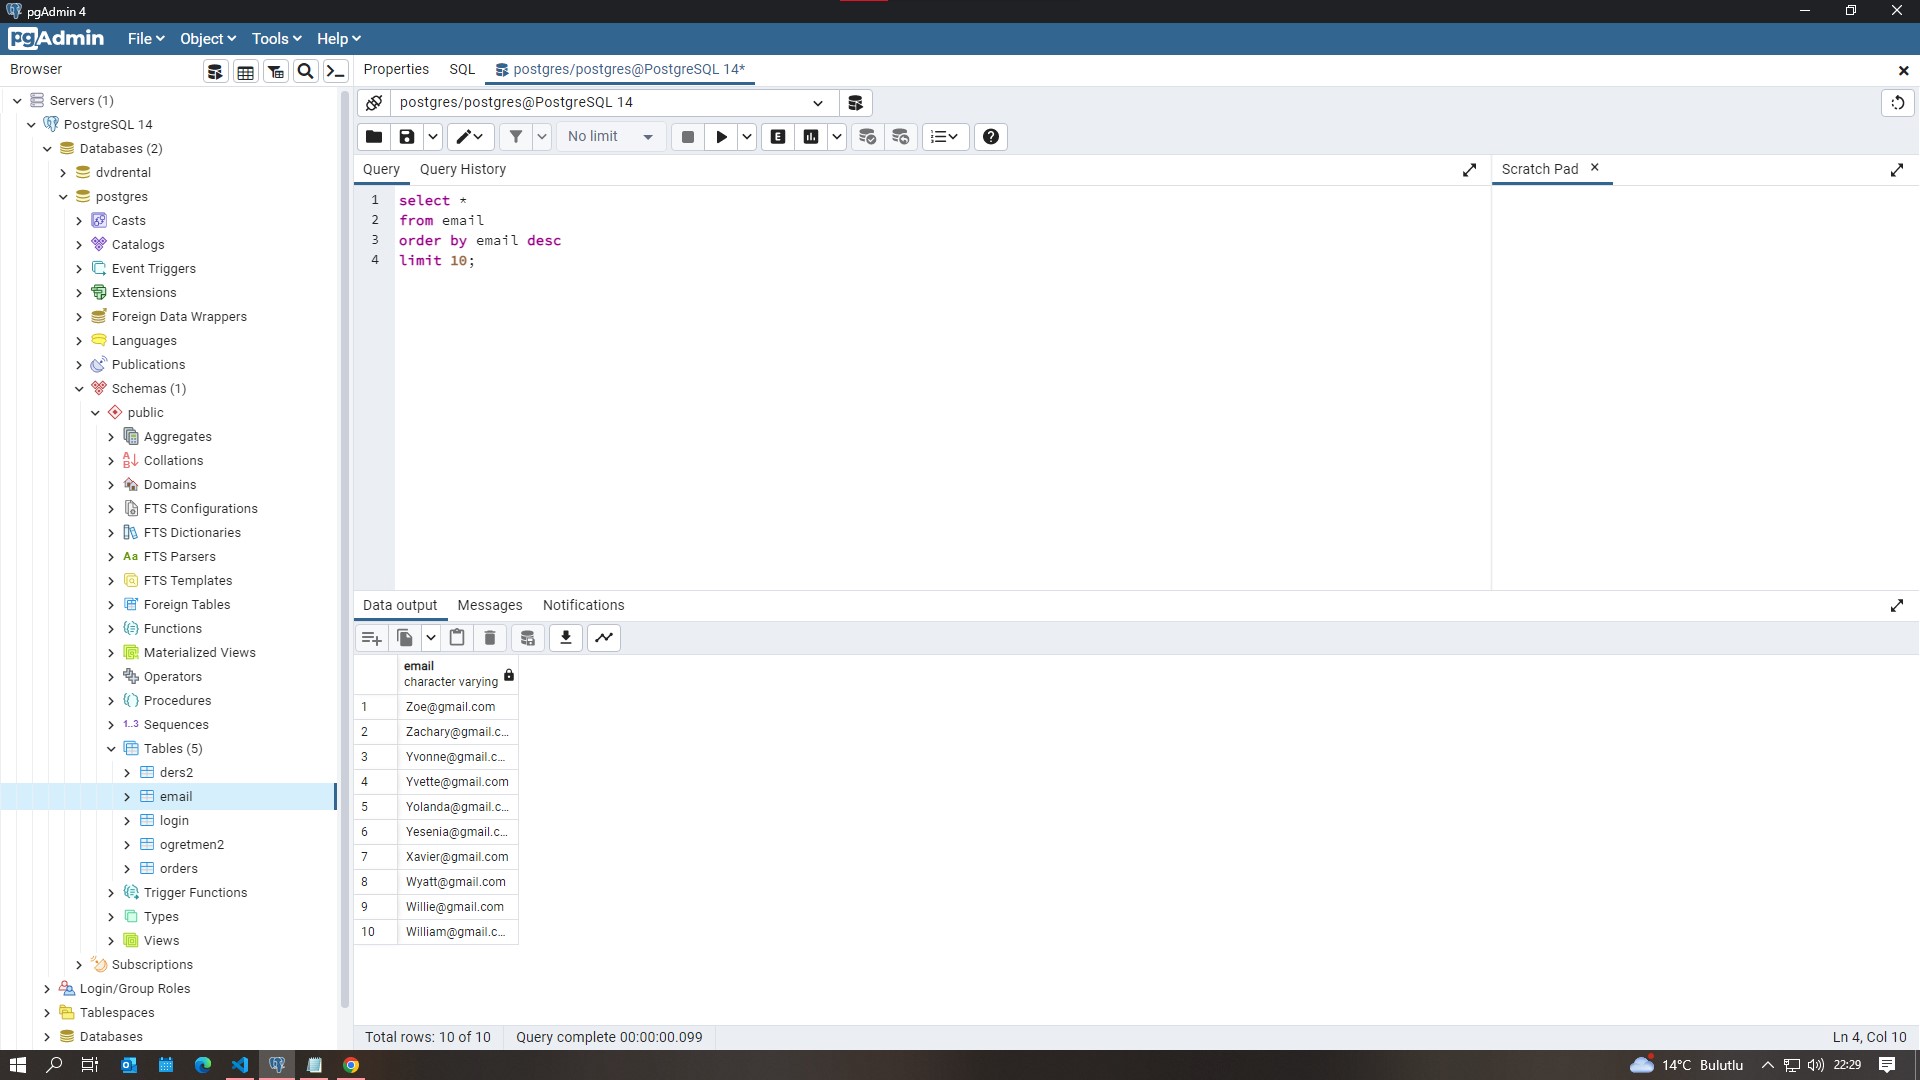 pgAdmin 4
pgAdmin File Object Tools Help
Browser
Properties SQL postgres/postgres@PostgreSQL 14*
postgres/postgres@PostgreSQL 14
No limit
E
Query Query History
Scratch Pad
1 select *
2 from email
3 order by email desc
4 limit 10;
Servers (1)
PostgreSQL 14
Databases (2)
dvdrental
postgres
Casts
Catalogs
Event Triggers
Extensions
Foreign Data Wrappers
Languages
Publications
Schemas (1)
public
Aggregates
Collations
Domains
FTS Configurations
FTS Dictionaries
Aa FTS Parsers
FTS Templates
Foreign Tables
Functions
Materialized Views
Operators
Procedures
1..3 Sequences
Tables (5)
ders2
email
login
ogretmen2
orders
Trigger Functions
Types
Views
Subscriptions
Login/Group Roles
Tablespaces
Databases
Data output Messages Notifications
email
character varying
1 Zoe@gmail.com
2 Zachary@gmail.c...
3 Yvonne@gmail.c...
4 Yvette@gmail.com
5 Yolanda@gmail.c...
6 Yesenia@gmail.c...
7 Xavier@gmail.com
8 Wyatt@gmail.com
9 Willie@gmail.com
10 William@gmail.c...
Total rows: 10 of 10 Query complete 00:00:00.099
Ln 4, Col 10
14°C Bulutlu
22:29